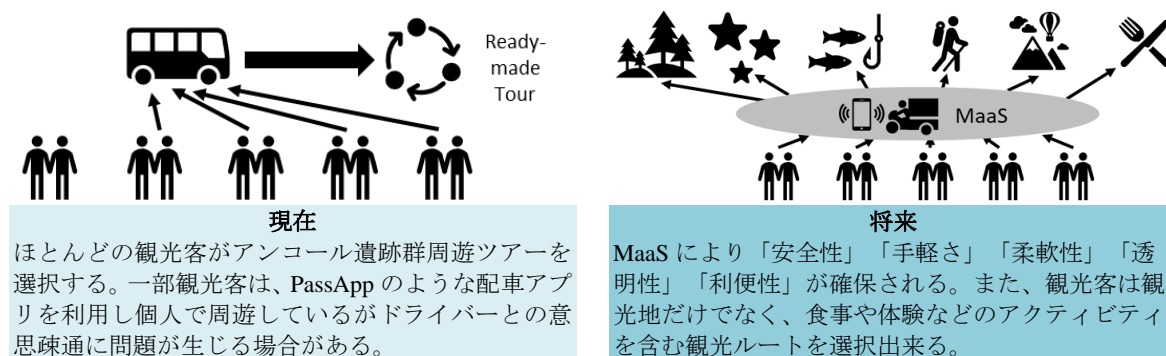 Ready-
made
Tour
MaaS
現在
ほとんどの観光客がアンコール遺跡群周遊ツアーを
選択する。一部観光客は、PassApp のような配車アプ
リを利用し個人で周遊しているがドライバーとの意
思疎通に問題が生じる場合がある。
将来
MaaS により「安全性」「手軽さ」「柔軟性」「透
明性」「利便性」が確保される。また、観光客は観
光地だけでなく、食事や体験などのアクティビティ
を含む観光ルートを選択出来る。